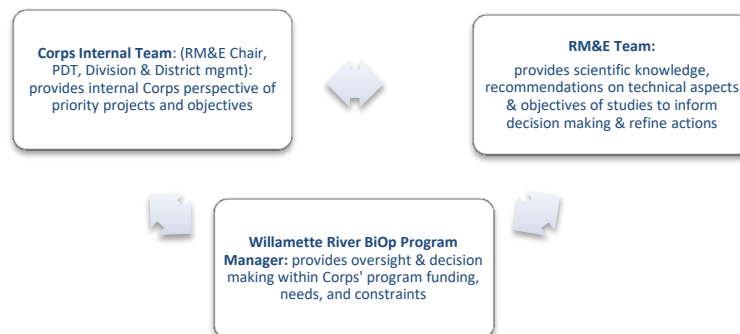 Corps Internal Team: (RM&E Chair,
PDT, Division & District mgmt):
provides internal Corps perspective of
priority projects and objectives
RM&E Team:
provides scientific knowledge,
recommendations on technical aspects
& objectives of studies to inform
decision making & refine actions
Willamette River BiOp Program
Manager: provides oversight & decision
making within Corps' program funding,
needs, and constraints